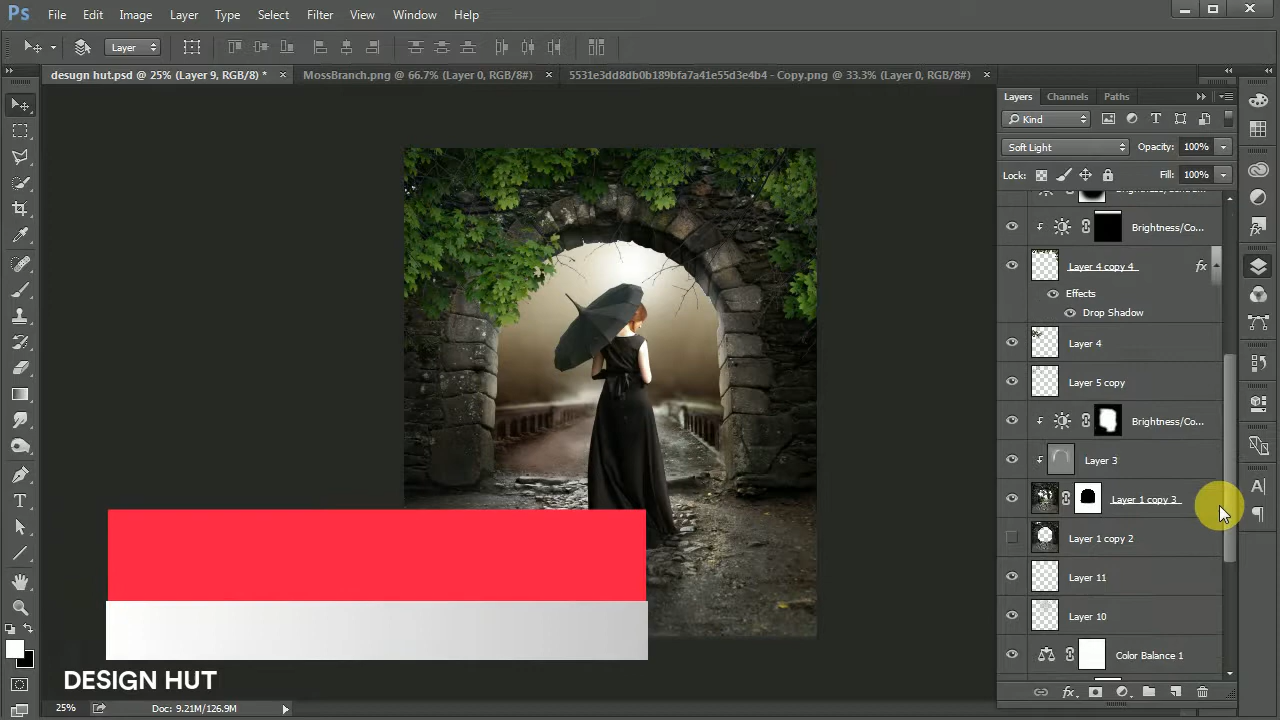 Ps File Edit Image Layer Type Select Filter View Window Help
Layer
desugn hut.psd @ 25% (Layer 9, RGB/8) * MossBranch.png @ 66.7% (Layer 0, RGB/8#) 5531e3dd8db0b189bfa7a41e55d3e4b4 - Copy.png @ 33.3% (Layer 0, RGB/8#)
Layers Channels Paths
Kind
Soft Light Opacity: 100%
Lock: Fill: 100%
Brightness/Co...
Layer 4 copy 4 fx
Effects
Drop Shadow
Layer 4
Layer 5 copy
Brightness/Co...
Layer 3
Layer 1 copy 3
Layer 1 copy 2
Layer 11
Layer 10
Color Balance 1
DESIGN HUT
25% Doc: 9.21M/126.9M